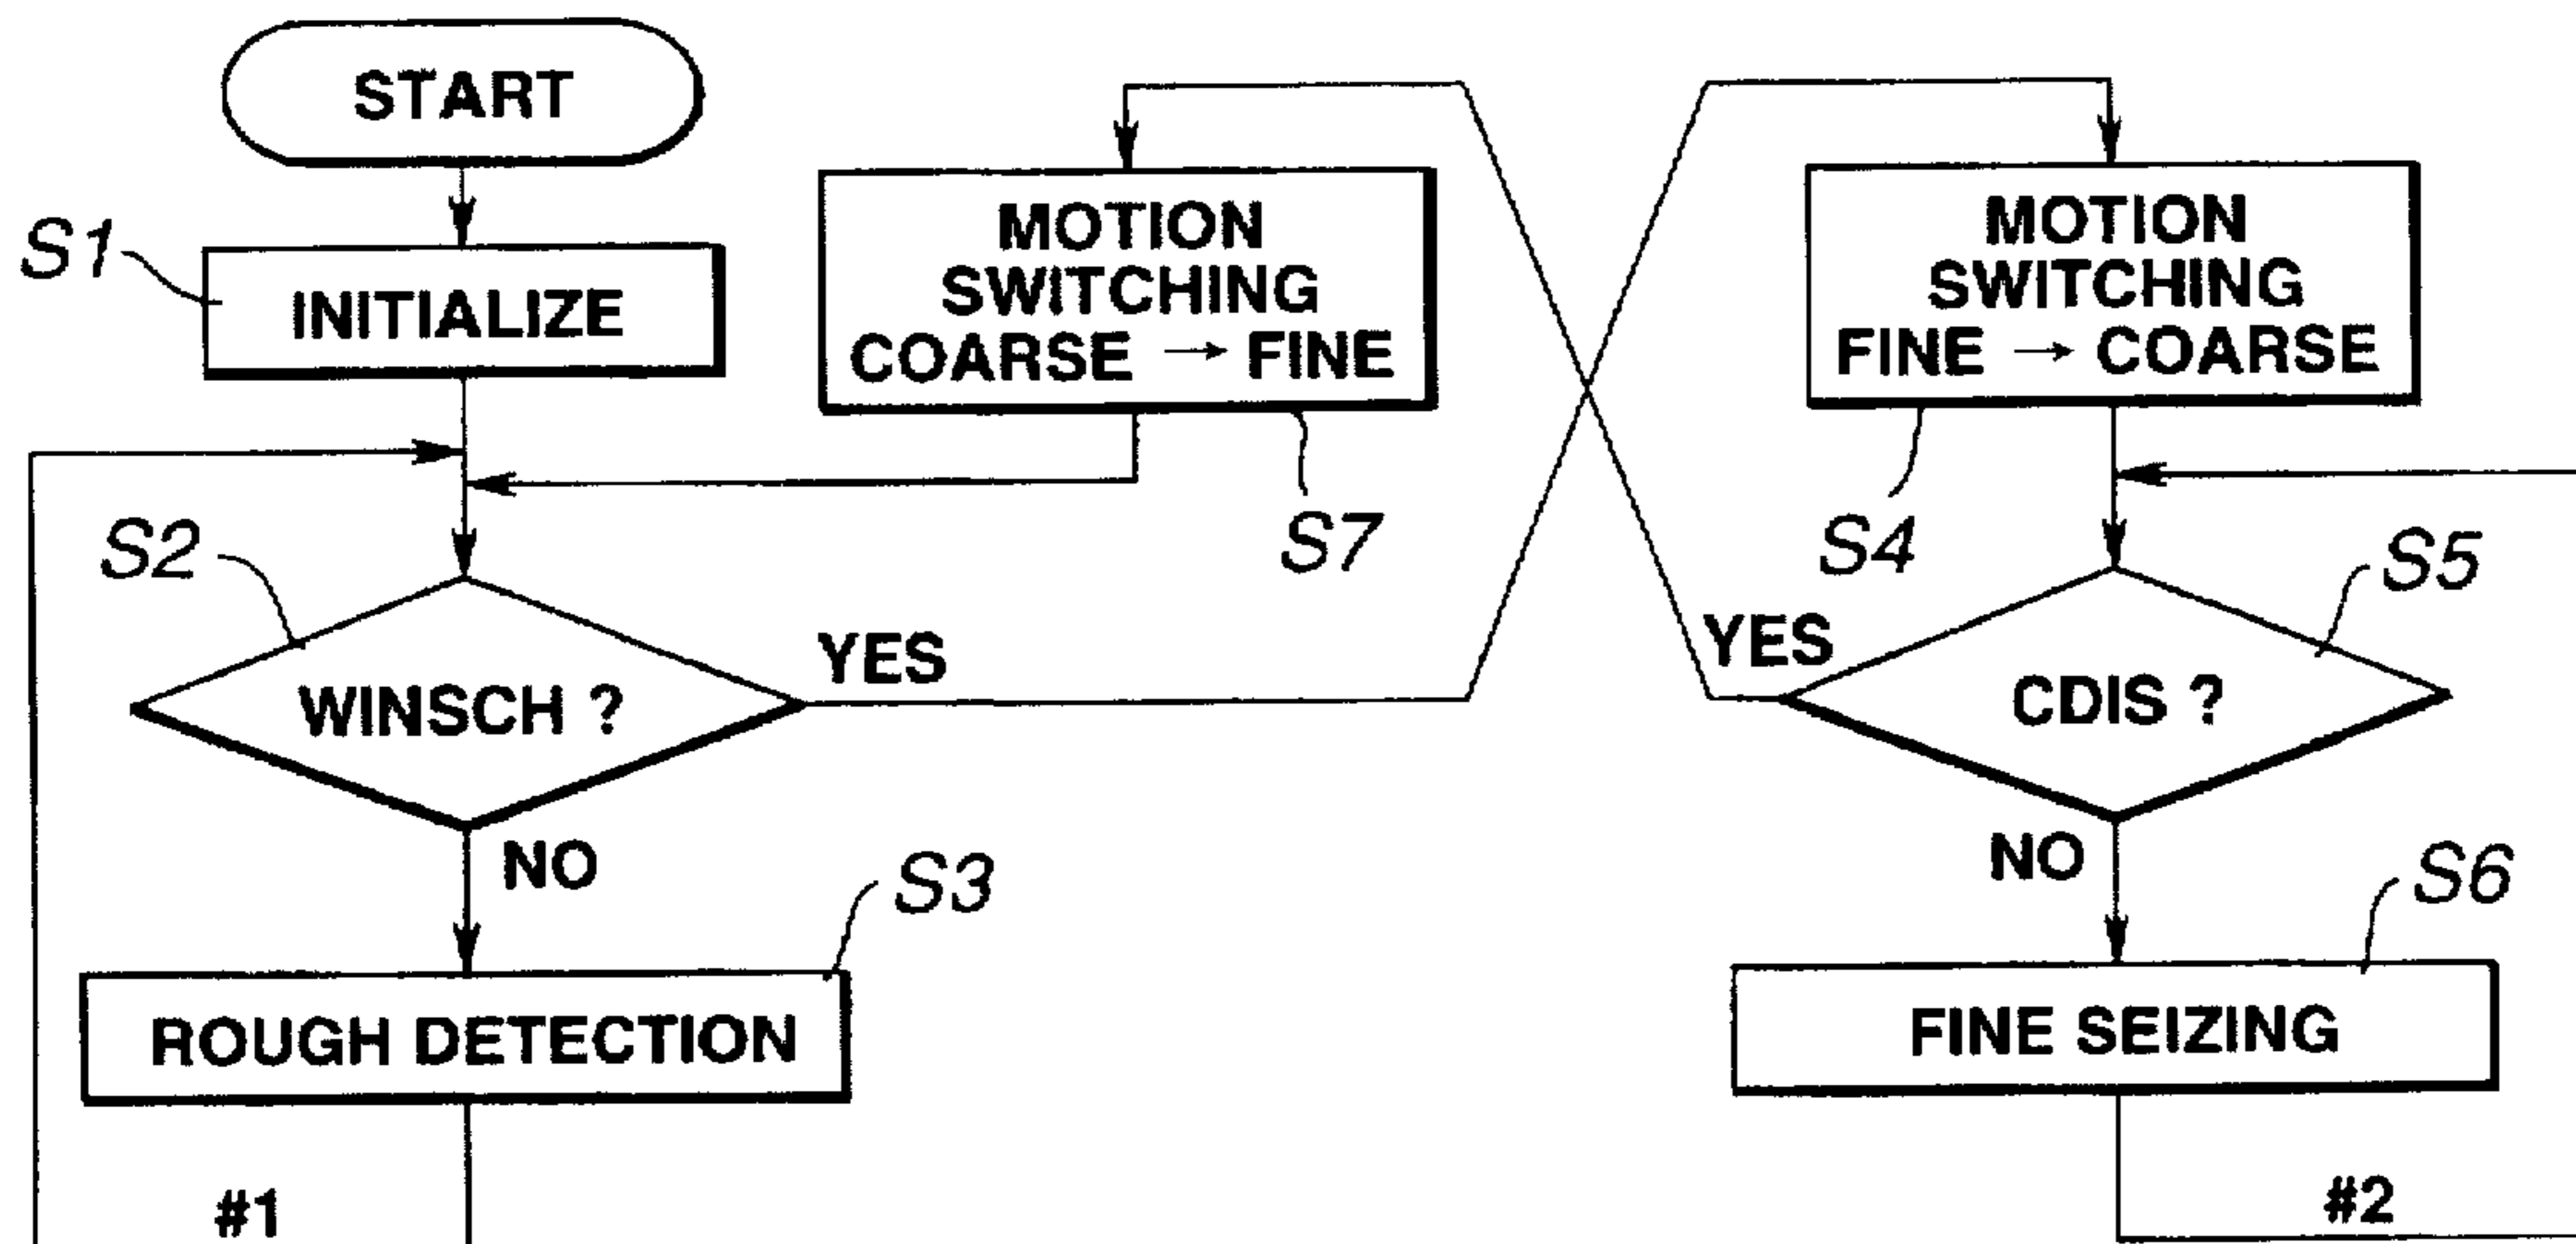 START
S1
INITIALIZE
MOTION
SWITCHING
COARSE → FINE
S7
MOTION
SWITCHING
FINE → COARSE
S4
S2
WINSCH ?
YES
NO
S3
ROUGH DETECTION
#1
S5
CDIS ?
YES
NO
S6
FINE SEIZING
#2